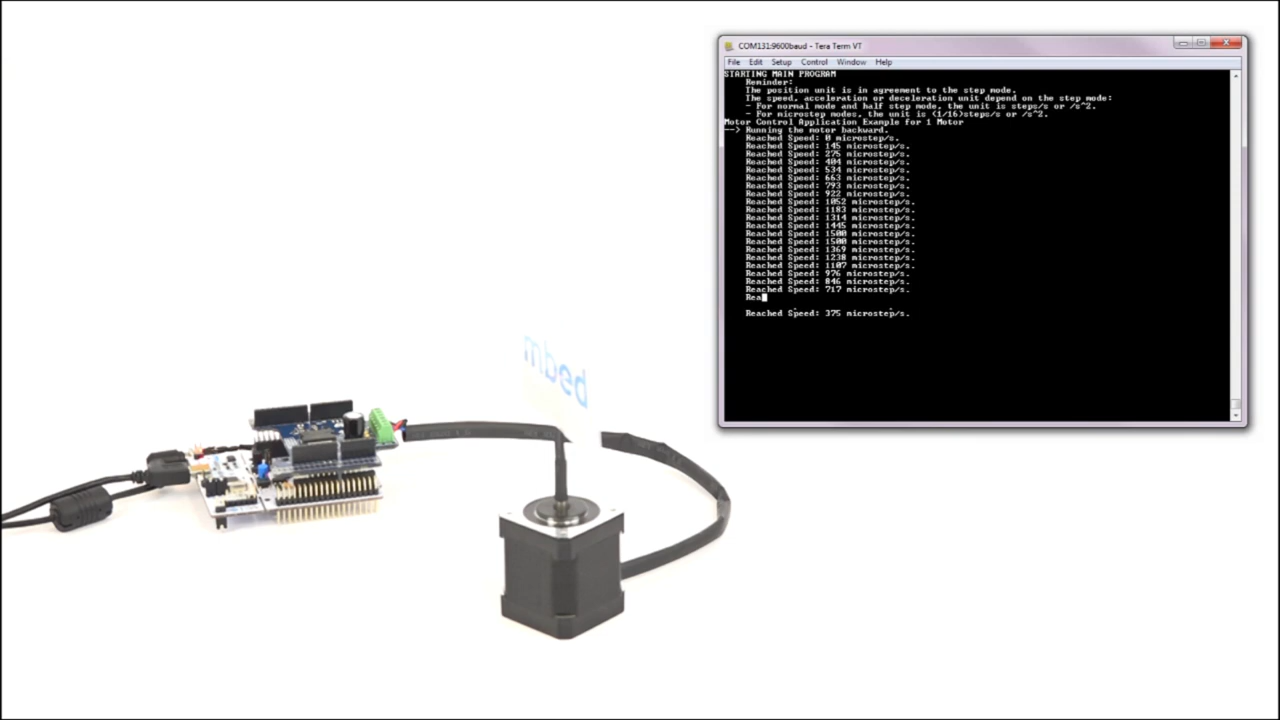 COM131:9600baud - Tera Term VT
File Edit Setup Control Window Help
STARTING MAIN PROGRAM
Reminder:
The position unit is in agreement to the step mode.
The speed, acceleration or deceleration unit depend on the step mode:
- For normal mode and half step mode, the unit is steps/s or /s^2.
- For microstep modes, the unit is (1/16)steps/s or /s^2.
Motor Control Application Example for 1 Motor
--> Running the motor backward.
Reached Speed: 0 microstep/s.
Reached Speed: 145 microstep/s.
Reached Speed: 275 microstep/s.
Reached Speed: 404 microstep/s.
Reached Speed: 534 microstep/s.
Reached Speed: 663 microstep/s.
Reached Speed: 793 microstep/s.
Reached Speed: 922 microstep/s.
Reached Speed: 1052 microstep/s.
Reached Speed: 1183 microstep/s.
Reached Speed: 1314 microstep/s.
Reached Speed: 1445 microstep/s.
Reached Speed: 1500 microstep/s.
Reached Speed: 1500 microstep/s.
Reached Speed: 1369 microstep/s.
Reached Speed: 1238 microstep/s.
Reached Speed: 1107 microstep/s.
Reached Speed: 976 microstep/s.
Reached Speed: 846 microstep/s.
Reached Speed: 717 microstep/s.
Rea
Reached Speed: 375 microstep/s.
mbed